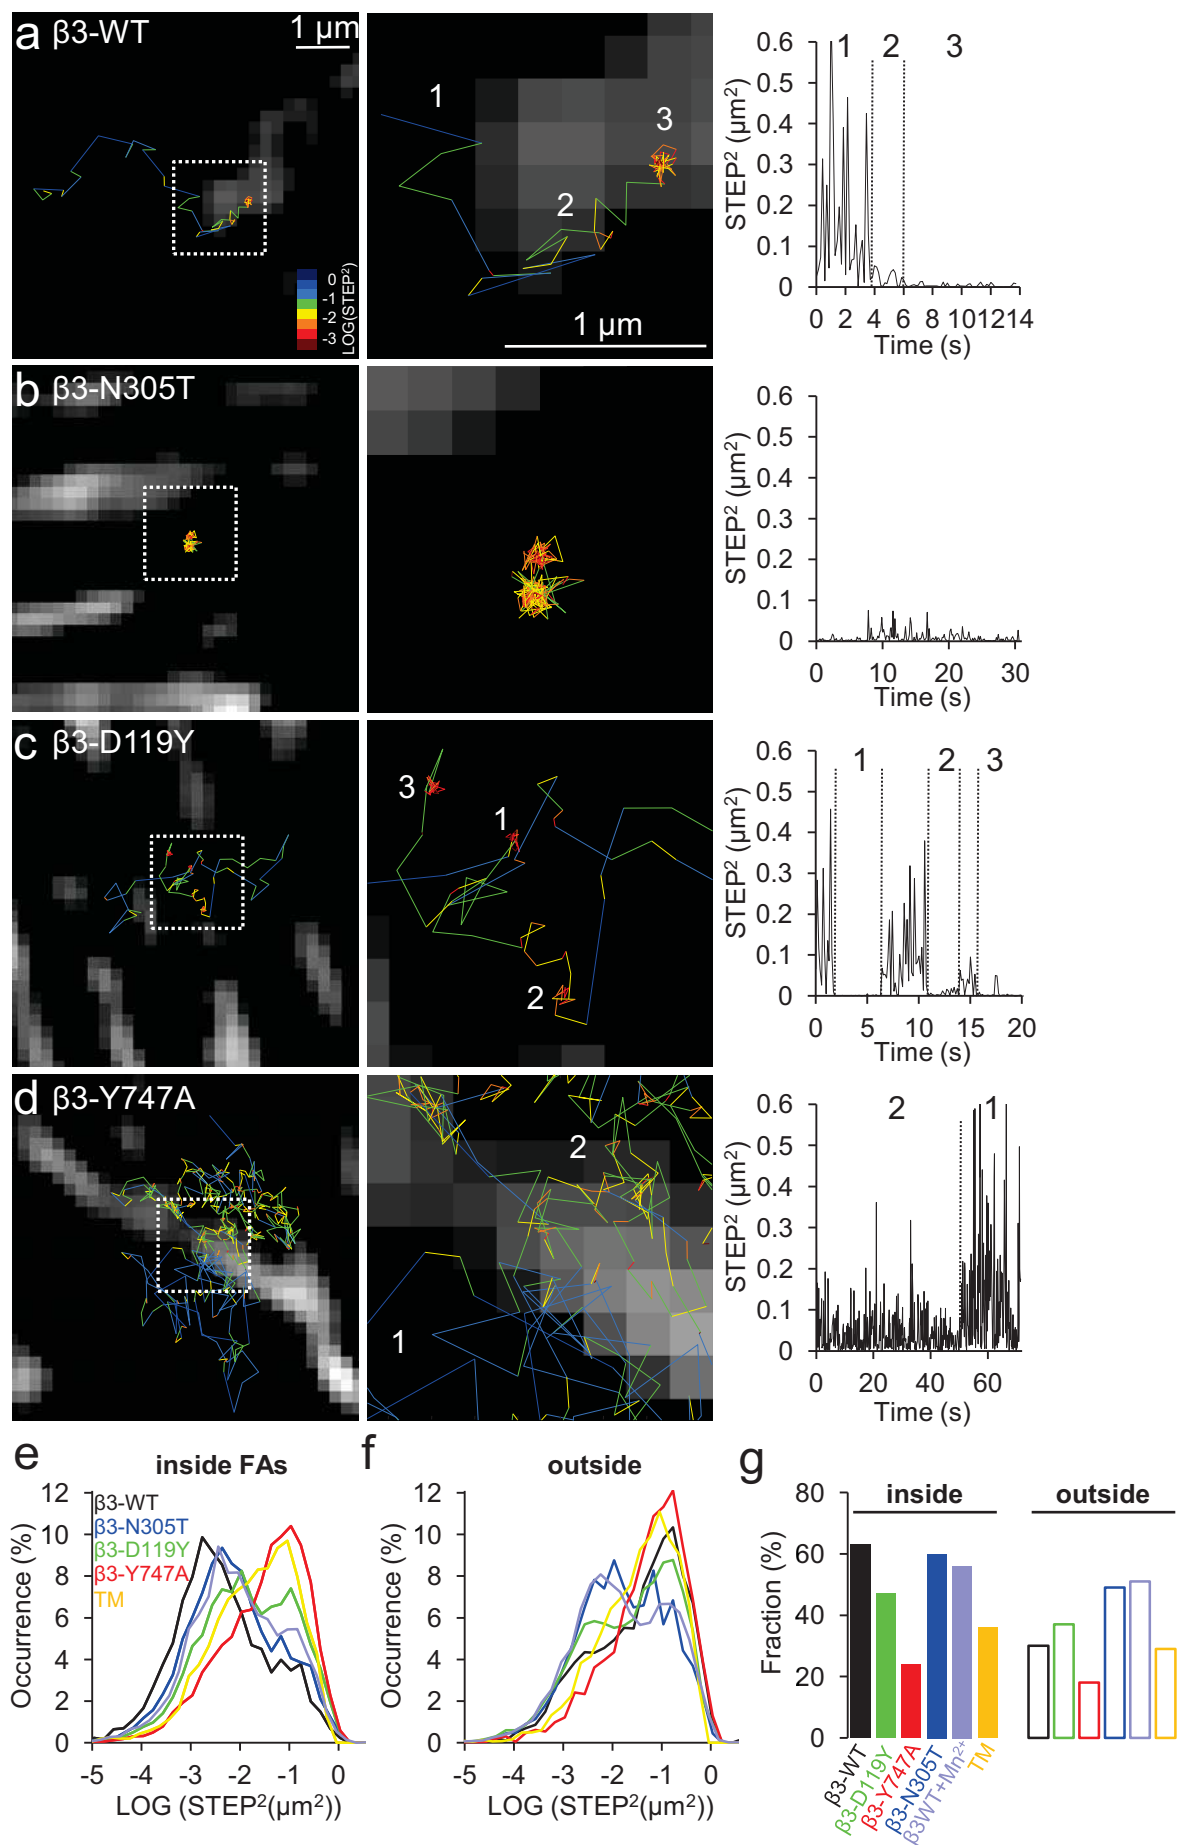 a β3-WT
1 µm
0
-1
-2
-3
LOG(STEP²)
1
2
3
1 µm
1 2 3
0.6
0.5
0.4
0.3
0.2
0.1
0
STEP² (µm²)
0 2 4 6 8 10 12 14
Time (s)
b β3-N305T
0.6
0.5
0.4
0.3
0.2
0.1
0
STEP² (µm²)
0 10 20 30
Time (s)
c β3-D119Y
3
1
2
1 2 3
0.6
0.5
0.4
0.3
0.2
0.1
0
STEP² (µm²)
0 5 10 15 20
Time (s)
d β3-Y747A
2
1
2 1
0.6
0.5
0.4
0.3
0.2
0.1
0
STEP² (µm²)
0 20 40 60
Time (s)
e inside FAs
12
10
8
6
4
2
0
Occurrence (%)
β3-WT
β3-N305T
β3-D119Y
β3-Y747A
TM
-5 -4 -3 -2 -1 0
LOG (STEP²(µm²))
f outside
12
10
8
6
4
2
0
Occurrence (%)
-5 -4 -3 -2 -1 0
LOG (STEP²(µm²))
g
inside outside
80
60
40
20
0
Fraction (%)
β3-WT
β3-D119Y
β3-Y747A
β3-N305T
β3WT+Mn²⁺
TM